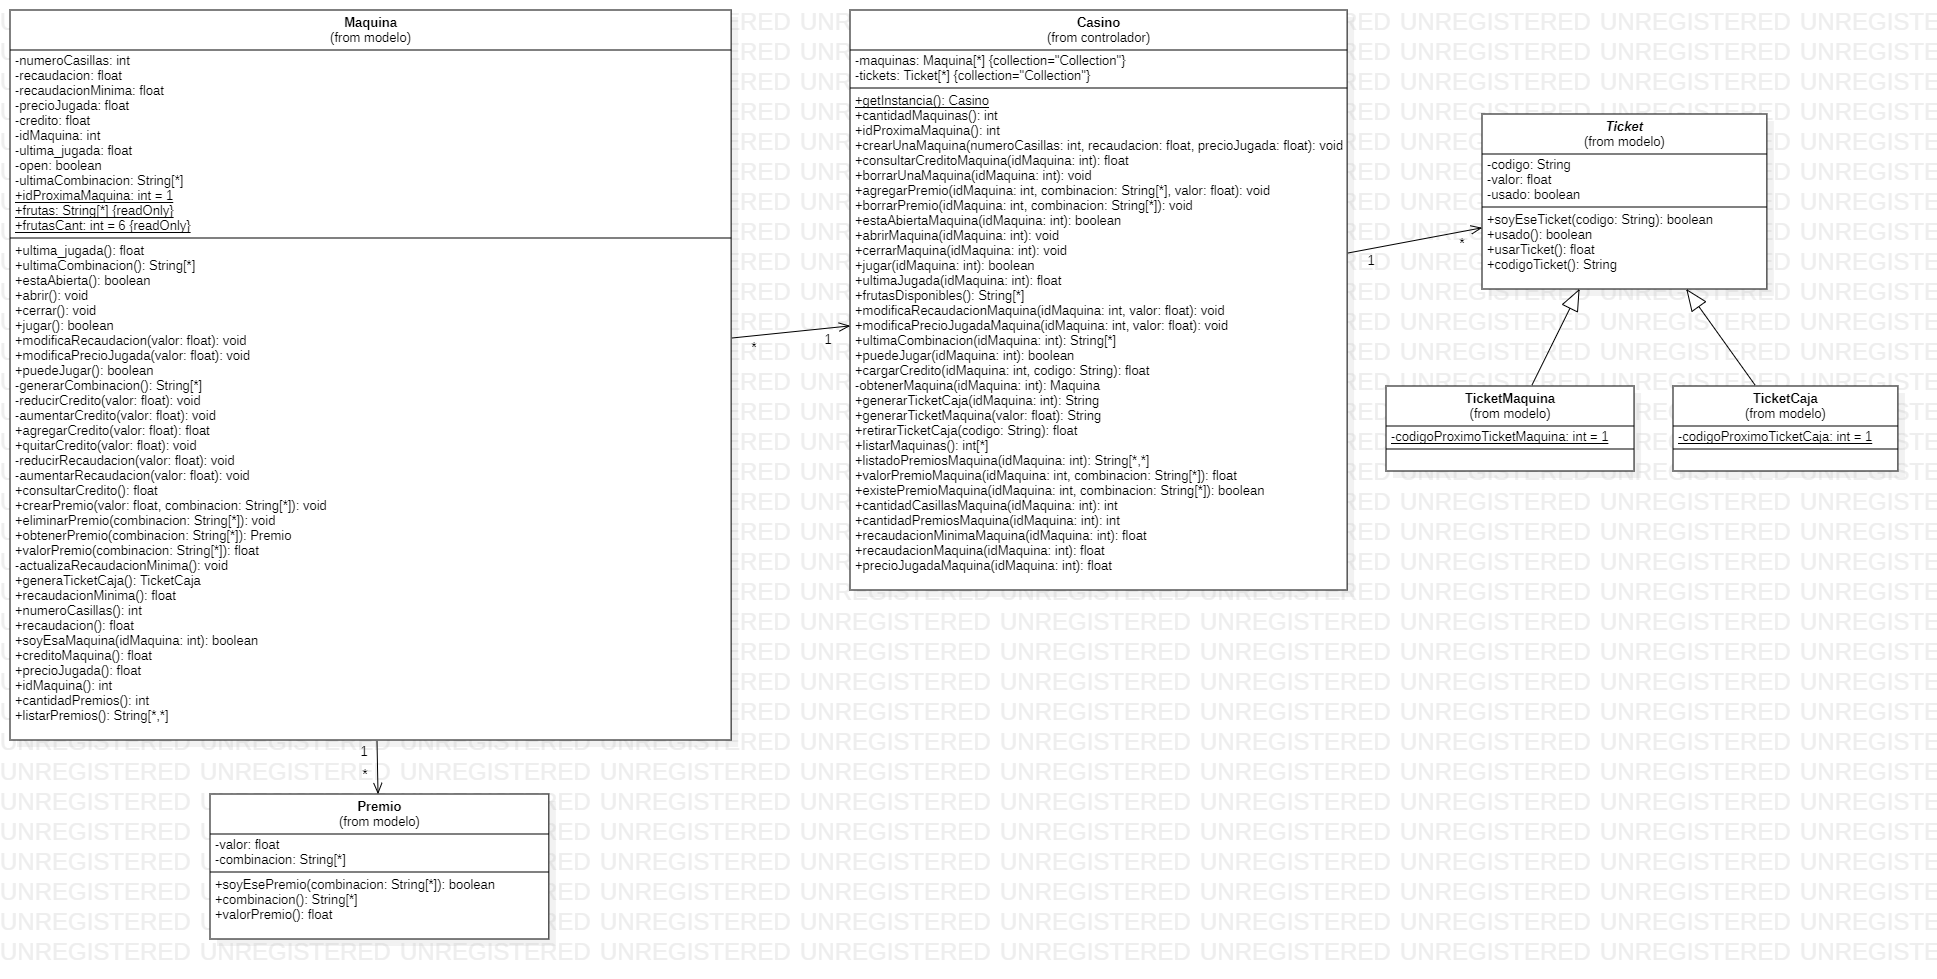 Maquina
(from modelo)
-numeroCasillas: int
-recaudacion: float
-recaudacionMinima: float
-precioJugada: float
-credito: float
-idMaquina: int
-ultima_jugada: float
-open: boolean
-ultimaCombinacion: String[*]
+idProximaMaquina: int = 1
+frutas: String[*] {readOnly}
+frutasCant: int = 6 {readOnly}
+ultima_jugada(): float
+ultimaCombinacion(): String[*]
+estaAbierta(): boolean
+abrir(): void
+cerrar(): void
+jugar(): boolean
+modificaRecaudacion(valor: float): void
+modificaPrecioJugada(valor: float): void
+puedeJugar(): boolean
-generarCombinacion(): String[*]
-reducirCredito(valor: float): void
-aumentarCredito(valor: float): void
+agregarCredito(valor: float): float
+quitarCredito(valor: float): void
-reducirRecaudacion(valor: float): void
-aumentarRecaudacion(valor: float): void
+consultarCredito(): float
+crearPremio(valor: float, combinacion: String[*]): void
+eliminarPremio(combinacion: String[*]): void
+obtenerPremio(combinacion: String[*]): Premio
+valorPremio(combinacion: String[*]): float
-actualizaRecaudacionMinima(): void
+generaTicketCaja(): TicketCaja
+recaudacionMinima(): float
+numeroCasillas(): int
+recaudacion(): float
+soyEsaMaquina(idMaquina: int): boolean
+creditoMaquina(): float
+precioJugada(): float
+idMaquina(): int
+cantidadPremios(): int
+listarPremios(): String[*,*]
*
1
Casino
(from controlador)
-maquinas: Maquina[*] {collection="Collection"}
-tickets: Ticket[*] {collection="Collection"}
+getInstancia(): Casino
+cantidadMaquinas(): int
+idProximaMaquina(): int
+crearUnaMaquina(numeroCasillas: int, recaudacion: float, precioJugada: float): void
+consultarCreditoMaquina(idMaquina: int): float
+borrarUnaMaquina(idMaquina: int): void
+agregarPremio(idMaquina: int, combinacion: String[*], valor: float): void
+borrarPremio(idMaquina: int, combinacion: String[*]): void
+estaAbiertaMaquina(idMaquina: int): boolean
+abrirMaquina(idMaquina: int): void
+cerrarMaquina(idMaquina: int): void
+jugar(idMaquina: int): boolean
+ultimaJugada(idMaquina: int): float
+frutasDisponibles(): String[*]
+modificaRecaudacionMaquina(idMaquina: int, valor: float): void
+modificaPrecioJugadaMaquina(idMaquina: int, valor: float): void
+ultimaCombinacion(idMaquina: int): String[*]
+puedeJugar(idMaquina: int): boolean
+cargarCredito(idMaquina: int, codigo: String): float
-obtenerMaquina(idMaquina: int): Maquina
+generarTicketCaja(idMaquina: int): String
+generarTicketMaquina(valor: float): String
+retirarTicketCaja(codigo: String): float
+listarMaquinas(): int[*]
+listadoPremiosMaquina(idMaquina: int): String[*,*]
+valorPremioMaquina(idMaquina: int, combinacion: String[*]): float
+existePremioMaquina(idMaquina: int, combinacion: String[*]): boolean
+cantidadCasillasMaquina(idMaquina: int): int
+cantidadPremiosMaquina(idMaquina: int): int
+recaudacionMinimaMaquina(idMaquina: int): float
+recaudacionMaquina(idMaquina: int): float
+precioJugadaMaquina(idMaquina: int): float
1
*
Ticket
(from modelo)
-codigo: String
-valor: float
-usado: boolean
+soyEseTicket(codigo: String): boolean
+usado(): boolean
+usarTicket(): float
+codigoTicket(): String
TicketMaquina
(from modelo)
-codigoProximoTicketMaquina: int = 1
TicketCaja
(from modelo)
-codigoProximoTicketCaja: int = 1
1
*
Premio
(from modelo)
-valor: float
-combinacion: String[*]
+soyEsePremio(combinacion: String[*]): boolean
+combinacion(): String[*]
+valorPremio(): float
UNREGISTERED